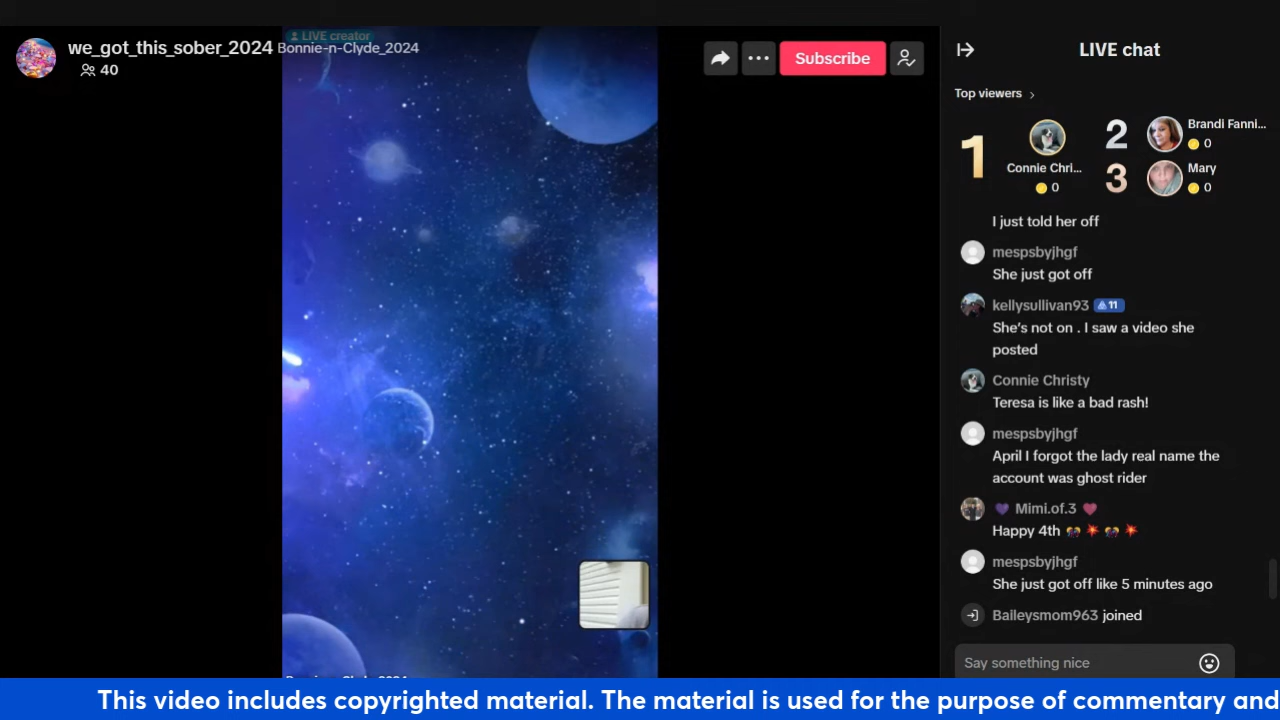 we_got_this_sober_2024 Bonnie-n-Clyde_2024
LIVE creator
40
Subscribe
LIVE chat
Top viewers >
1
Connie Chri...
0
2
Brandi Fanni...
0
3
Mary
0
I just told her off
mespsbyjhgf
She just got off
kellysullivan93 11
She's not on . I saw a video she
posted
Connie Christy
Teresa is like a bad rash!
mespsbyjhgf
April I forgot the lady real name the
account was ghost rider
💜 Mimi.of.3 💗
Happy 4th 🎊 💥 🎊 💥
mespsbyjhgf
She just got off like 5 minutes ago
Baileysmom963 joined
Say something nice
This video includes copyrighted material. The material is used for the purpose of commentary and